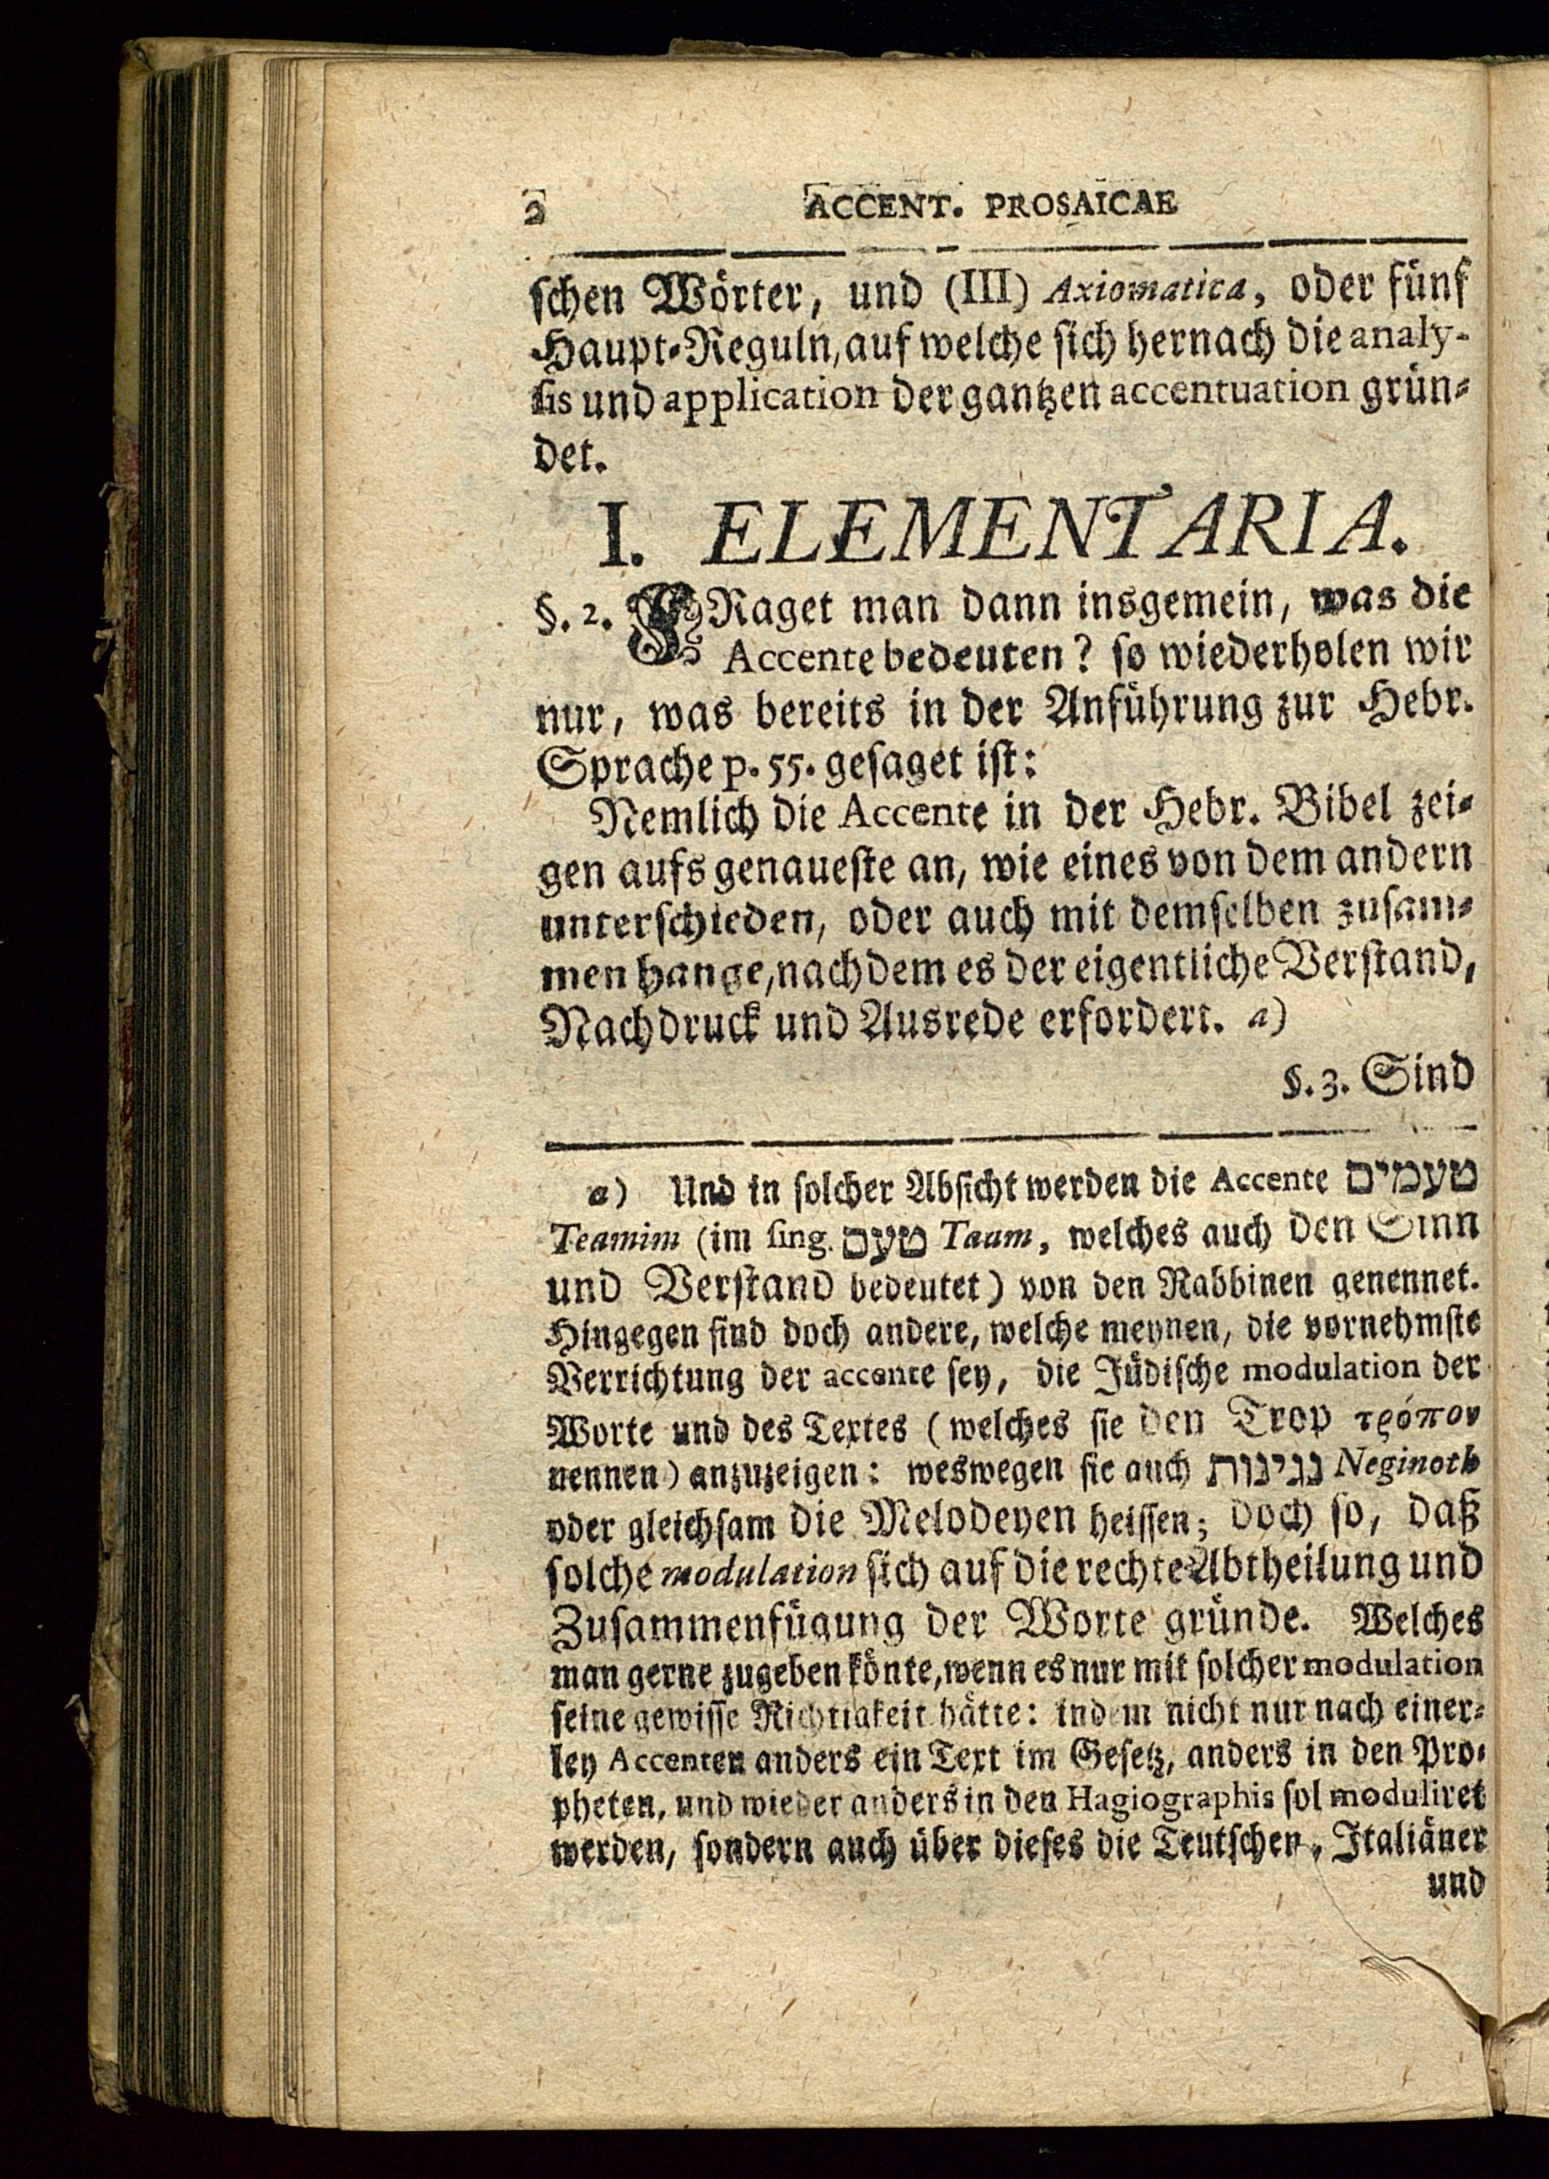 2 ACCENT. PROSAICAE
schen Wörter, und (III) Axiomatica, oder fünf
Haupt-Reguln, auf welche sich hernach die analy-
sis und application der gantzen accentuation grün-
det.
I. ELEMENTARIA.
§. 2. FRaget man dann insgemein, was die
Accente bedeuten? so wiederholen wir
nur, was bereits in der Anführung zur Hebr.
Sprache p. 55. gesaget ist:
Nemlich die Accente in der Hebr. Bibel zei-
gen aufs genaueste an, wie eines von dem andern
unterschieden, oder auch mit demselben zusam-
men hange, nachdem es der eigentliche Verstand,
Nachdruck und Ausrede erfordert. a)
§. 3. Sind
a) Und in solcher Absicht werden die Accente טעמים
Teamim (im sing. טעם Taam, welches auch den Sinn
und Verstand bedeutet) von den Rabbinen genennet.
Hingegen sind doch andere, welche meynen, die vornehmste
Verrichtung der accente sey, die Jüdische modulation der
Worte und des Textes (welches sie den Trop τρόπον
nennen) anzuzeigen: weswegen sie auch נגינות Neginoth
oder gleichsam die Melodeyen heissen; doch so, daß
solche modulation sich auf die rechte Abtheilung und
Zusammenfügung der Worte gründe. Welches
man gerne zugeben könte, wenn es nur mit solcher modulation
seine gewisse Richtigkeit hätte: indem nicht nur nach einer-
ley Accenten anders ein Text im Gesetz, anders in den Pro-
pheten, und wieder anders in den Hagiographis sol moduliret
werden, sondern auch über dieses die Teutschen, Italiäner
und